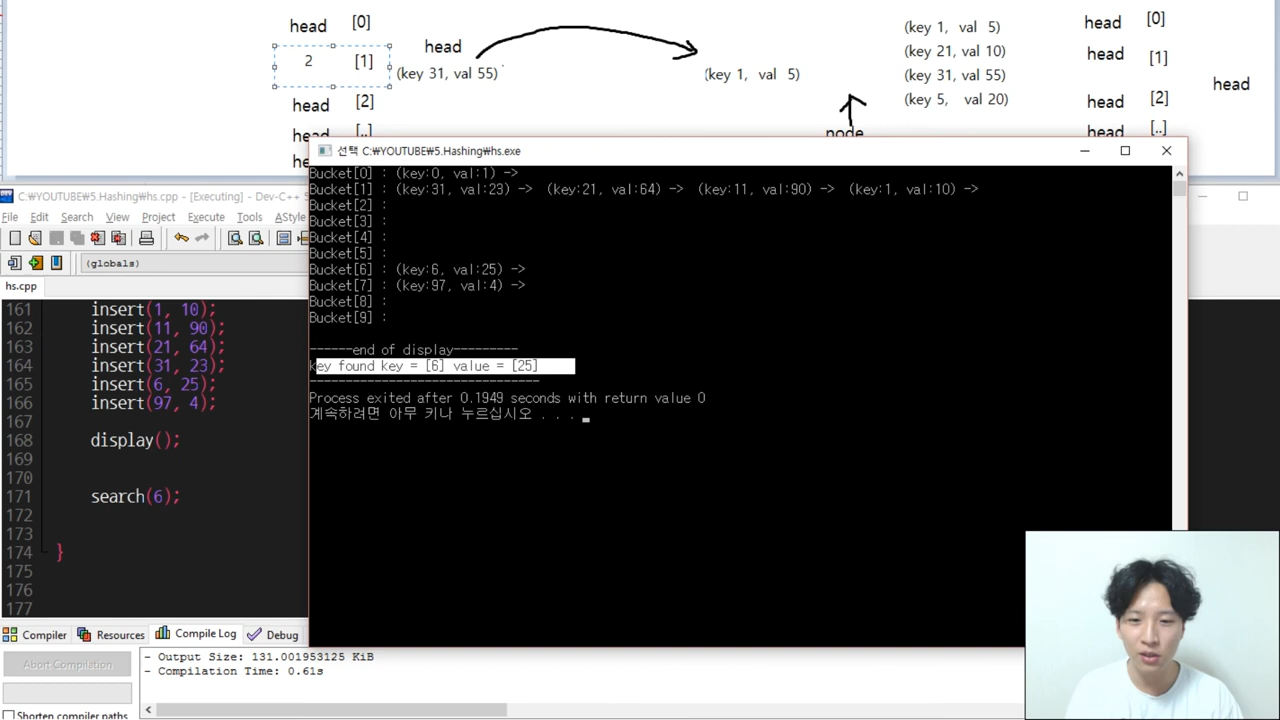 head [0]
2 [1]
head
(key 31, val 55)
head [2]
head [..]
(key 1, val 5)
node
(key 1, val 5)
(key 21, val 10)
(key 31, val 55)
(key 5, val 20)
head [0]
head [1]
head [2]
head [..]
head
선택 C:\YOUTUBE\5.Hashing\hs.exe
Bucket[0] : (key:0, val:1) ->
Bucket[1] : (key:31, val:23) -> (key:21, val:64) -> (key:11, val:90) -> (key:1, val:10) ->
Bucket[2] :
Bucket[3] :
Bucket[4] :
Bucket[5] :
Bucket[6] : (key:6, val:25) ->
Bucket[7] : (key:97, val:4) ->
Bucket[8] :
Bucket[9] :
------end of display---------
key found key = [6] value = [25]
--------------------------------
Process exited after 0.1949 seconds with return value 0
계속하려면 아무 키나 누르십시오 . . .
C:\YOUTUBE\5.Hashing\hs.cpp - [Executing] - Dev-C++
File Edit Search View Project Execute Tools AStyle
(globals)
hs.cpp
161 insert(1, 10);
162 insert(11, 90);
163 insert(21, 64);
164 insert(31, 23);
165 insert(6, 25);
166 insert(97, 4);
167
168 display();
169
170
171 search(6);
172
173
174 }
175
176
177
Compiler Resources Compile Log Debug
Abort Compilation
Shorten compiler paths
- Output Size: 131.001953125 KiB
- Compilation Time: 0.61s